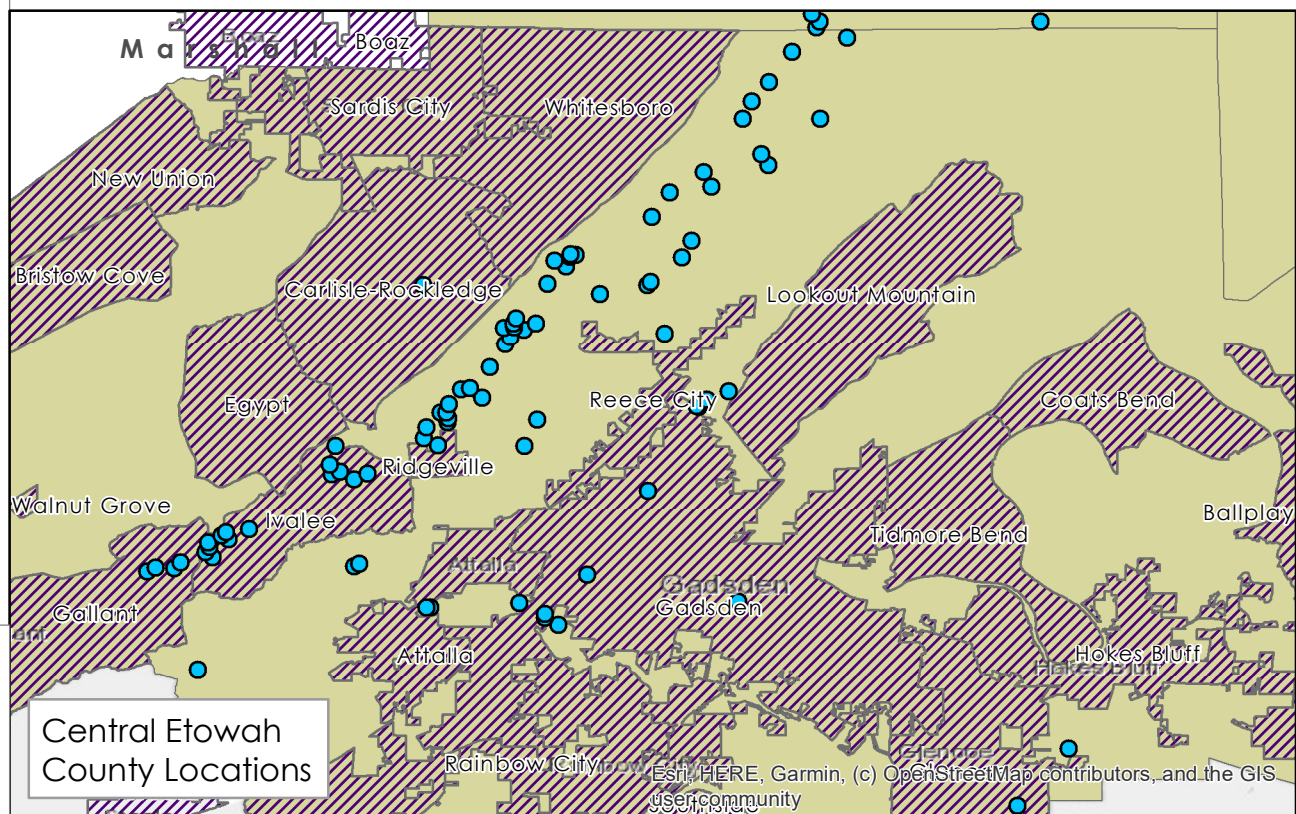 Marshall
Boaz
Sardis City
Whitesboro
New Union
Bristow Cove
Carlisle-Rockledge
Lookout Mountain
Egypt
Reece City
Coats Bend
Ridgeville
Walnut Grove
Ivalee
Ballplay
Tidmore Bend
Attalla
Gadsden
Gadsden
Gallant
Attalla
Hokes Bluff
Hokes Bluff
Central Etowah
County Locations
Rainbow City
Esri, HERE, Garmin, (c) OpenStreetMap contributors, and the GIS
user community